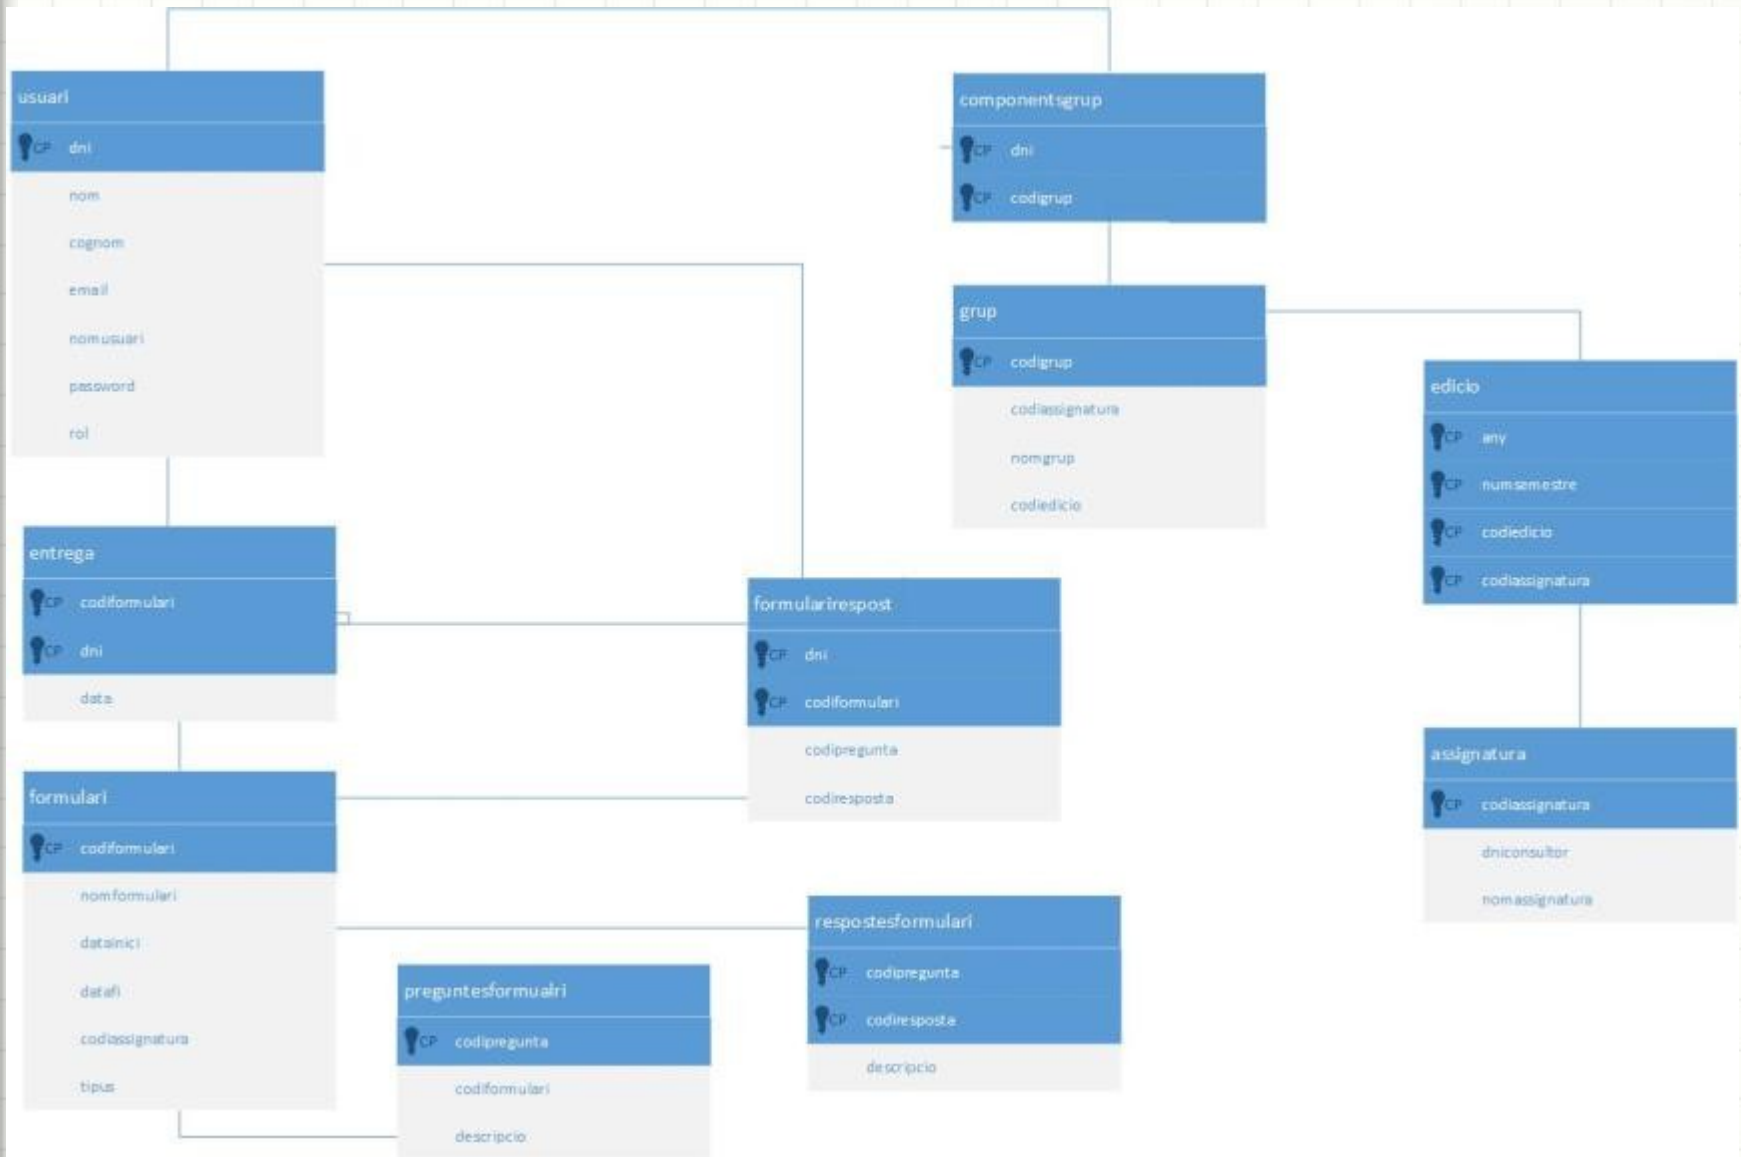 usuari
CP dni
nom
cognom
email
nomusuari
password
rol
componentsgrup
CP dni
CP codigrup
grup
CP codigrup
codiassignatura
nomgrup
codiedicio
edicio
CP any
CP numsemestre
CP codiedicio
CP codiassignatura
entrega
CP codiformulari
CP dni
data
formularirespost
CP dni
CP codiformulari
codipregunta
codiresposta
assignatura
CP codiassignatura
dniconsultor
nomassignatura
formulari
CP codiformulari
nomformulari
datainici
datafi
codiassignatura
tipus
respostesformulari
CP codipregunta
CP codiresposta
descripcio
preguntesformualri
CP codipregunta
codiformulari
descripcio